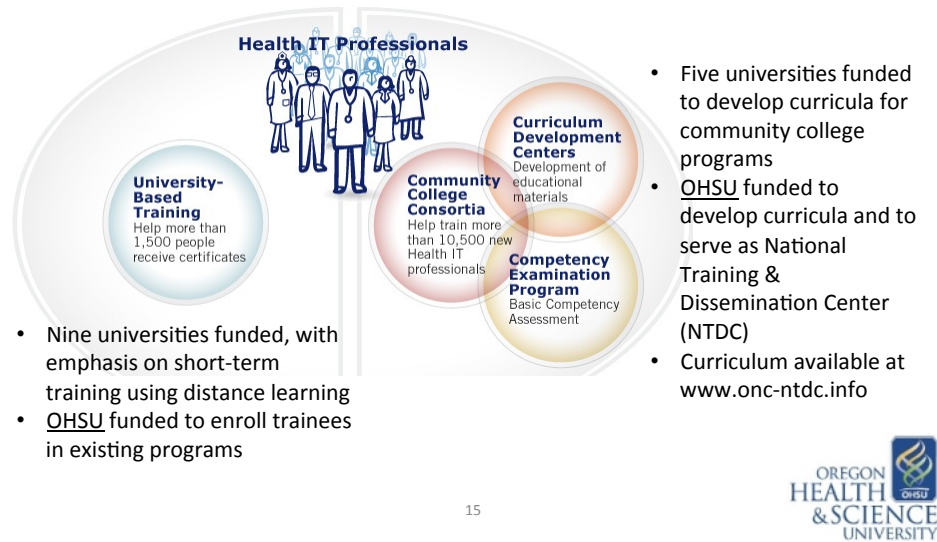 Health IT Professionals
University-
Based
Training
Help more than
1,500 people
receive certificates
Community
College
Consortia
Help train more
than 10,500 new
Health IT
professionals
Curriculum
Development
Centers
Development of
educational
materials
Competency
Examination
Program
Basic Competency
Assessment
• Nine universities funded, with
emphasis on short-term
training using distance learning
• OHSU funded to enroll trainees
in existing programs
• Five universities funded
to develop curricula for
community college
programs
• OHSU funded to
develop curricula and to
serve as National
Training &
Dissemination Center
(NTDC)
• Curriculum available at
www.onc-ntdc.info
15
OREGON
HEALTH
&SCIENCE
UNIVERSITY
OHSU